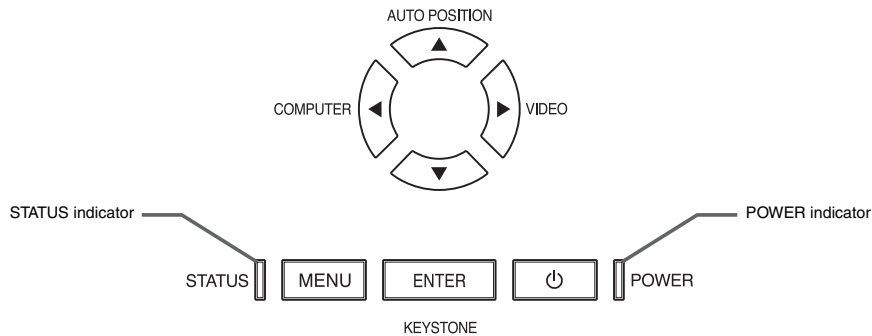 AUTO POSITION
COMPUTER
VIDEO
STATUS indicator
POWER indicator
STATUS
MENU
ENTER
POWER
KEYSTONE